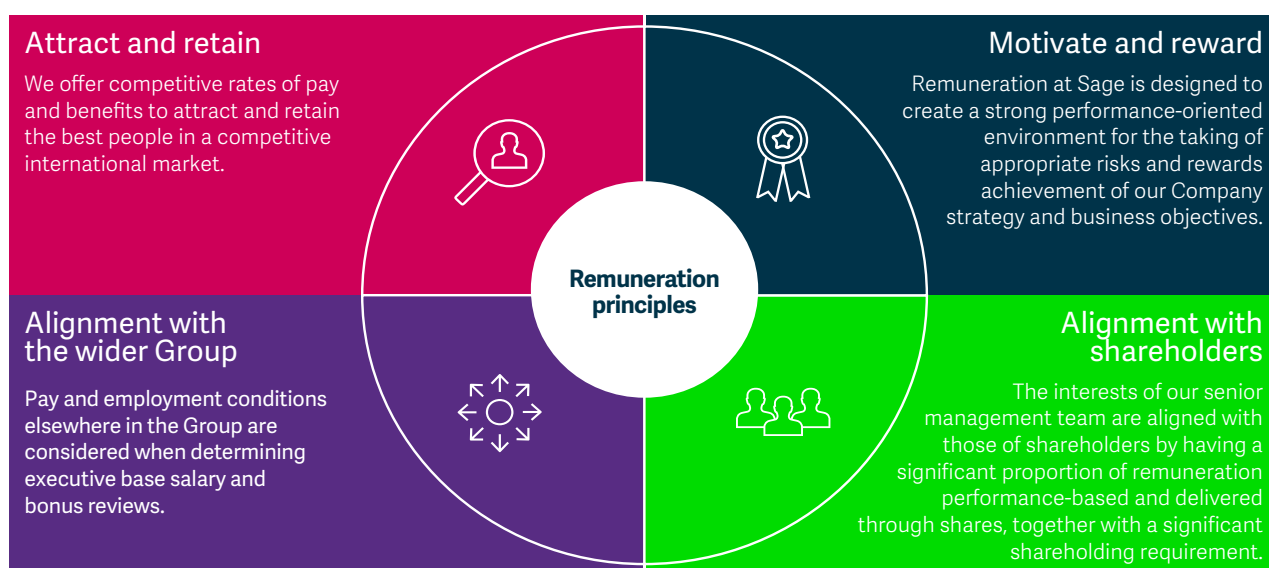 Attract and retain
We offer competitive rates of pay
and benefits to attract and retain
the best people in a competitive
international market.
Motivate and reward
Remuneration at Sage is designed to
create a strong performance-oriented
environment for the taking of
appropriate risks and rewards
achievement of our Company
strategy and business objectives.
Remuneration
principles
Alignment with
the wider Group
Pay and employment conditions
elsewhere in the Group are
considered when determining
executive base salary and
bonus reviews.
Alignment with
shareholders
The interests of our senior
management team are aligned with
those of shareholders by having a
significant proportion of remuneration
performance-based and delivered
through shares, together with a significant
shareholding requirement.